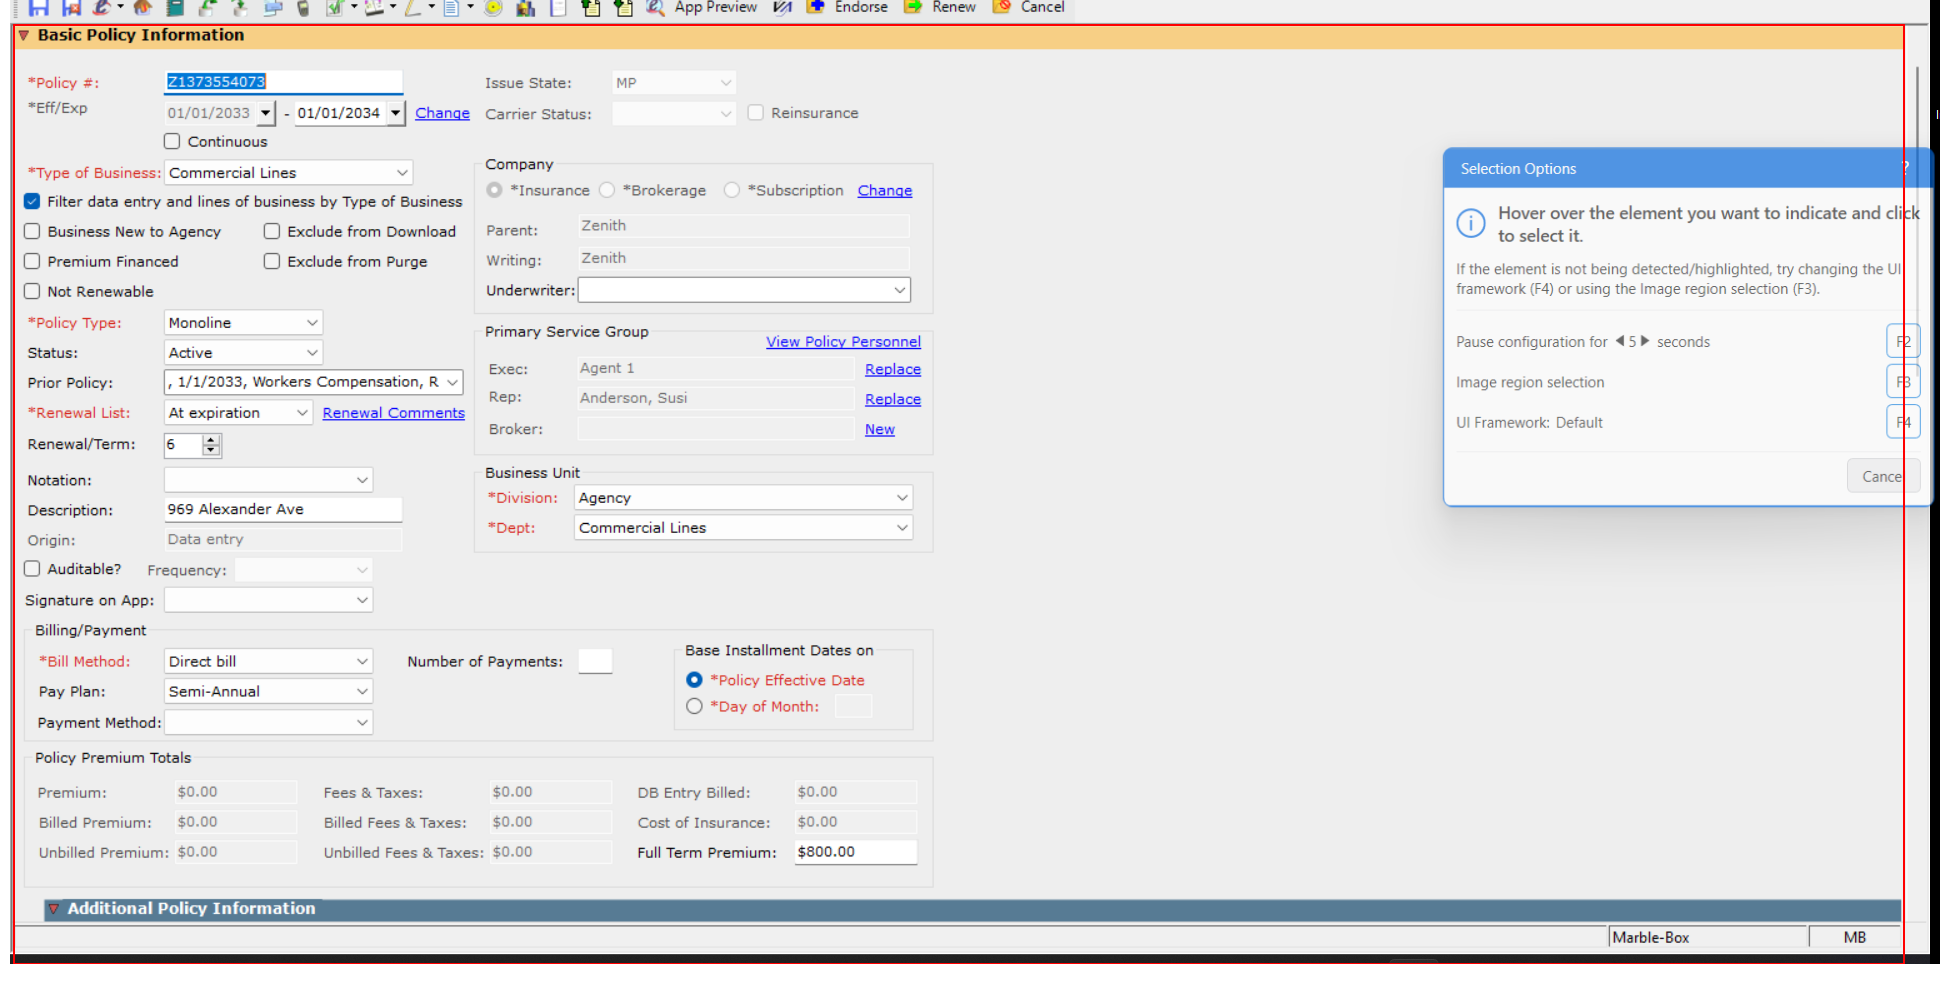 App Preview Endorse Renew Cancel
Basic Policy Information
*Policy #: Z1373554073 Issue State: MP
*Eff/Exp 01/01/2033 - 01/01/2034 Change Carrier Status: Reinsurance
Continuous
*Type of Business: Commercial Lines
Filter data entry and lines of business by Type of Business
Business New to Agency Exclude from Download
Premium Financed Exclude from Purge
Not Renewable
*Policy Type: Monoline
Status: Active
Prior Policy: , 1/1/2033, Workers Compensation, R
*Renewal List: At expiration Renewal Comments
Renewal/Term: 6
Notation:
Description: 969 Alexander Ave
Origin: Data entry
Auditable? Frequency:
Signature on App:
Company
*Insurance *Brokerage *Subscription Change
Parent: Zenith
Writing: Zenith
Underwriter:
Primary Service Group
View Policy Personnel
Exec: Agent 1 Replace
Rep: Anderson, Susi Replace
Broker: New
Business Unit
*Division: Agency
*Dept: Commercial Lines
Billing/Payment
*Bill Method: Direct bill Number of Payments:
Pay Plan: Semi-Annual
Payment Method:
Base Installment Dates on
*Policy Effective Date
*Day of Month:
Policy Premium Totals
Premium: $0.00 Fees & Taxes: $0.00 DB Entry Billed: $0.00
Billed Premium: $0.00 Billed Fees & Taxes: $0.00 Cost of Insurance: $0.00
Unbilled Premium: $0.00 Unbilled Fees & Taxes: $0.00 Full Term Premium: $800.00
Additional Policy Information
Marble-Box MB
Selection Options ?
Hover over the element you want to indicate and click
to select it.
If the element is not being detected/highlighted, try changing the UI
framework (F4) or using the Image region selection (F3).
Pause configuration for 5 seconds F2
Image region selection F3
UI Framework: Default F4
Cancel